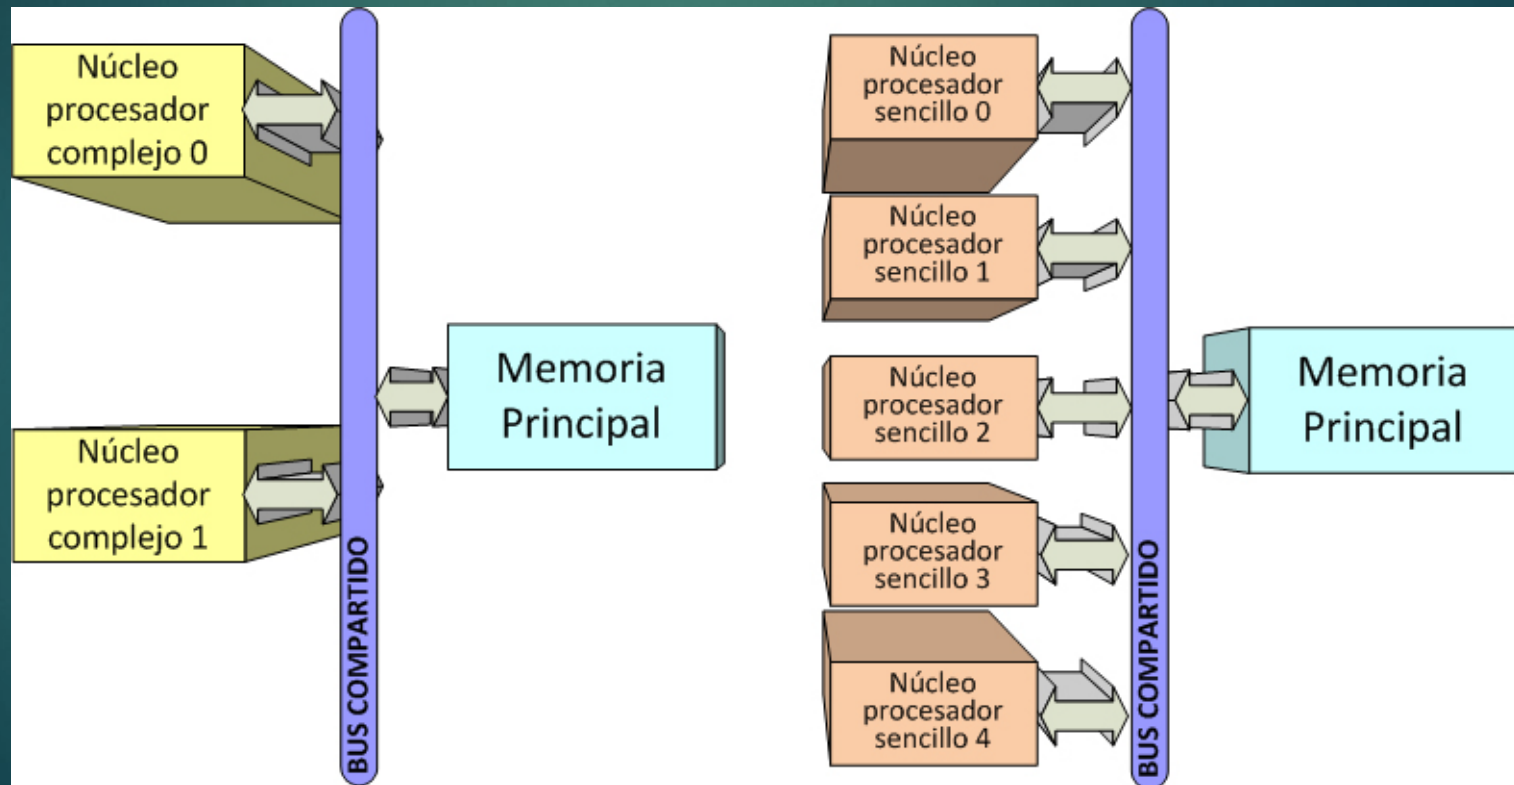 Núcleo
procesador
complejo 0
Núcleo
procesador
complejo 1
BUS COMPARTIDO
Memoria
Principal
Núcleo
procesador
sencillo 0
Núcleo
procesador
sencillo 1
Núcleo
procesador
sencillo 2
Núcleo
procesador
sencillo 3
Núcleo
procesador
sencillo 4
BUS COMPARTIDO
Memoria
Principal